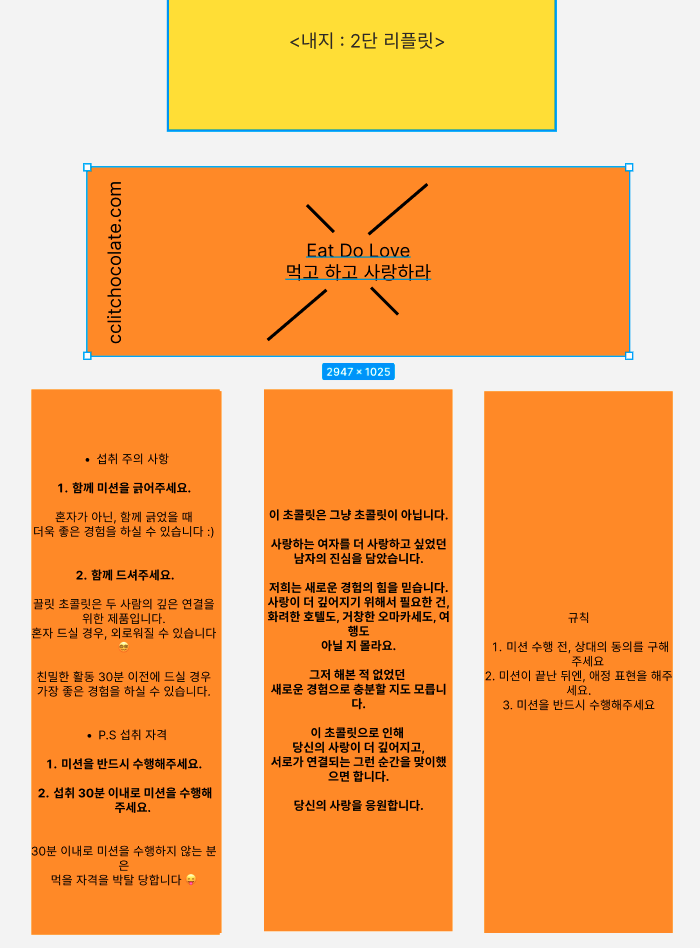 <내지 : 2단 리플릿>
cclitchocolate.com
Eat Do Love
먹고 하고 사랑하라
2947 × 1025
• 섭취 주의 사항
1. 함께 미션을 긁어주세요.
혼자가 아닌, 함께 긁었을 때
더욱 좋은 경험을 하실 수 있습니다 :)
2. 함께 드셔주세요.
끌릿 초콜릿은 두 사람의 깊은 연결을
위한 제품입니다.
혼자 드실 경우, 외로워질 수 있습니다
😎
친밀한 활동 30분 이전에 드실 경우
가장 좋은 경험을 하실 수 있습니다.
• P.S 섭취 자격
1. 미션을 반드시 수행해주세요.
2. 섭취 30분 이내로 미션을 수행해
주세요.
30분 이내로 미션을 수행하지 않는 분
은
먹을 자격을 박탈 당합니다 😝
이 초콜릿은 그냥 초콜릿이 아닙니다.
사랑하는 여자를 더 사랑하고 싶었던
남자의 진심을 담았습니다.
저희는 새로운 경험의 힘을 믿습니다.
사랑이 더 깊어지기 위해서 필요한 건,
화려한 호텔도, 거창한 오마카세도, 여
행도
아닐 지 몰라요.
그저 해본 적 없었던
새로운 경험으로 충분할 지도 모릅니
다.
이 초콜릿으로 인해
당신의 사랑이 더 깊어지고,
서로가 연결되는 그런 순간을 맞이했
으면 합니다.
당신의 사랑을 응원합니다.
규칙
1. 미션 수행 전, 상대의 동의를 구해
주세요
2. 미션이 끝난 뒤엔, 애정 표현을 해주
세요.
3. 미션을 반드시 수행해주세요